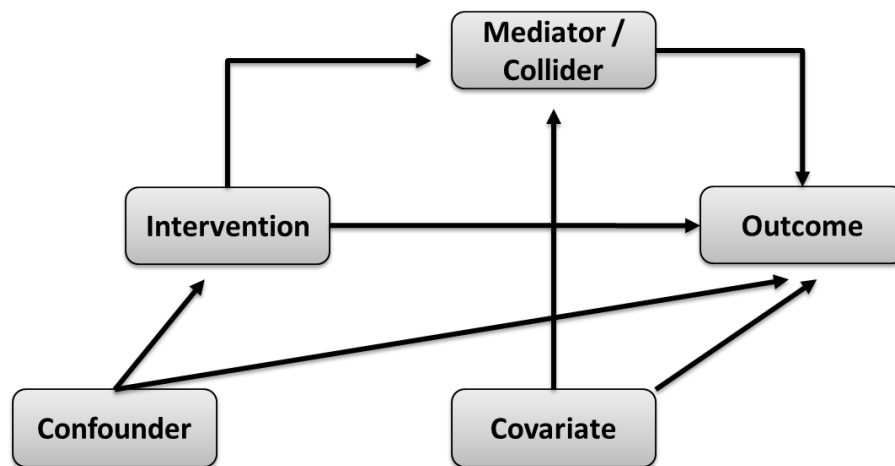 Mediator /
Collider
Intervention
Outcome
Confounder
Covariate